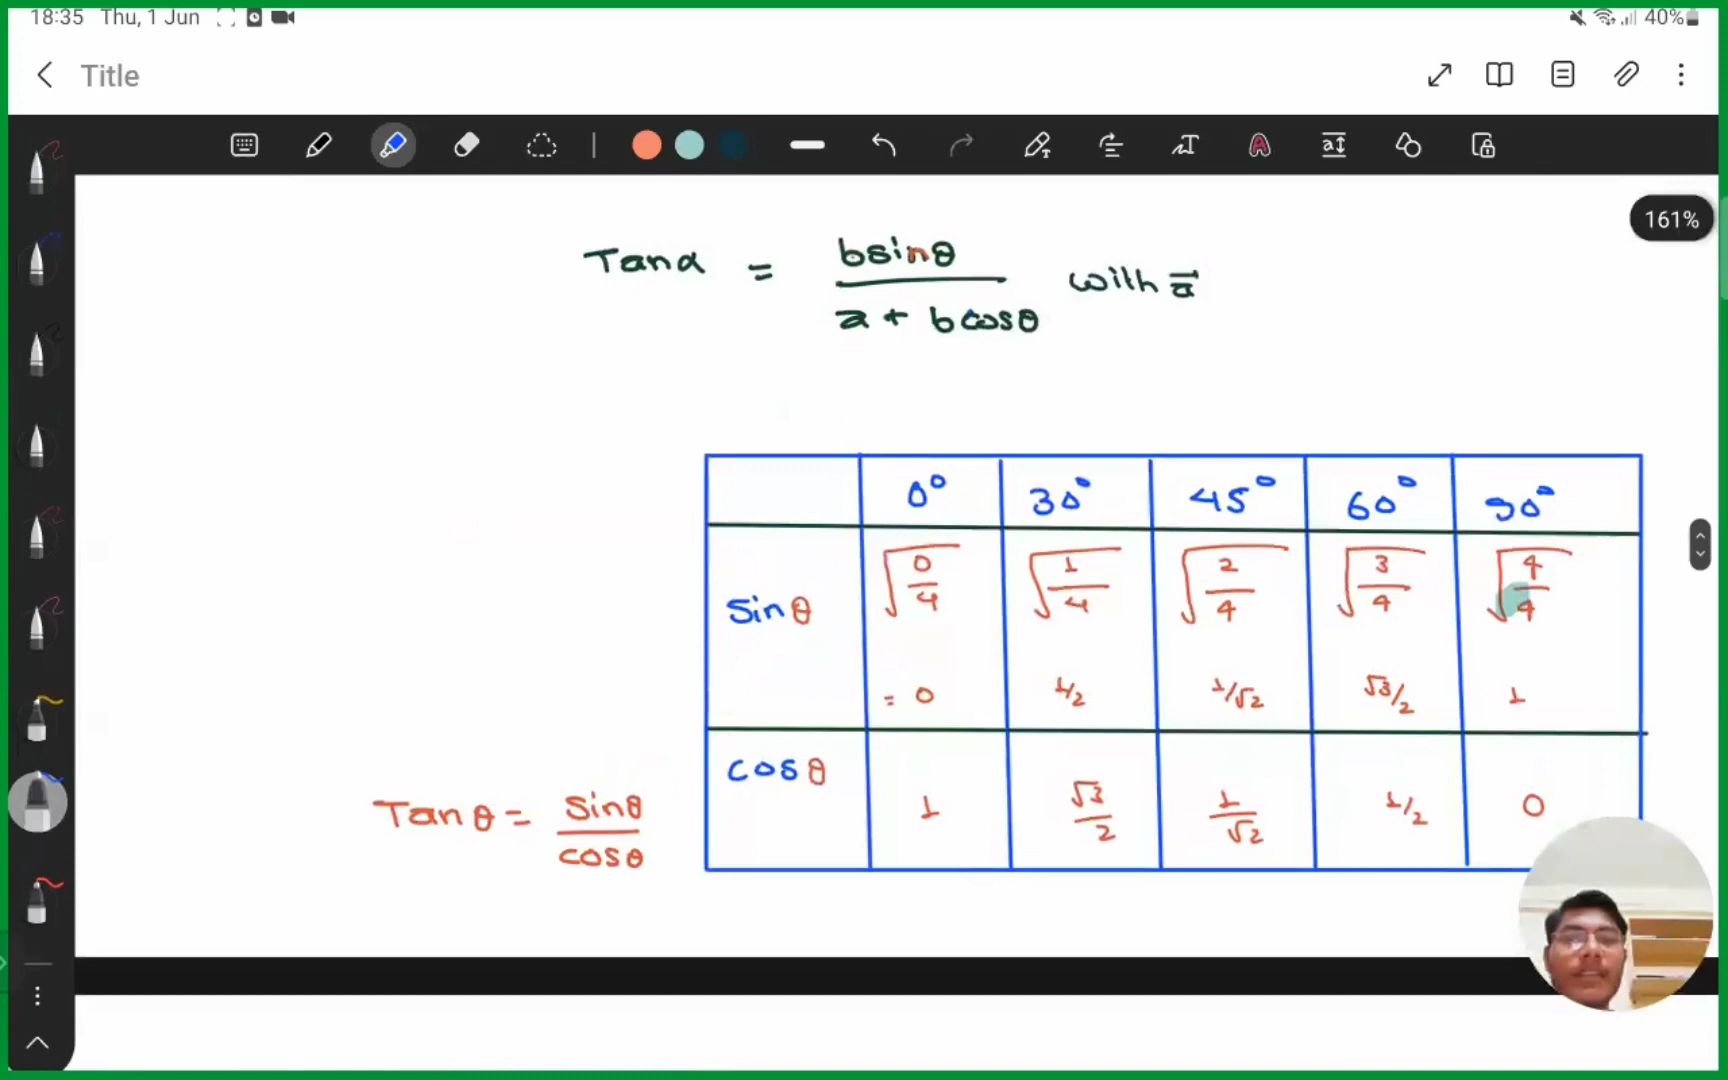 18:35 Thu, 1 Jun
40%
Title
161%
Tanα = bsinθ / a + bcosθ with a⃗
0° 30° 45° 60° 90°
sinθ √(0/4) √(1/4) √(2/4) √(3/4) √(4/4)
= 0 1/2 1/√2 √3/2 1
cosθ 1 √3/2 1/√2 1/2 0
Tanθ = sinθ / cosθ